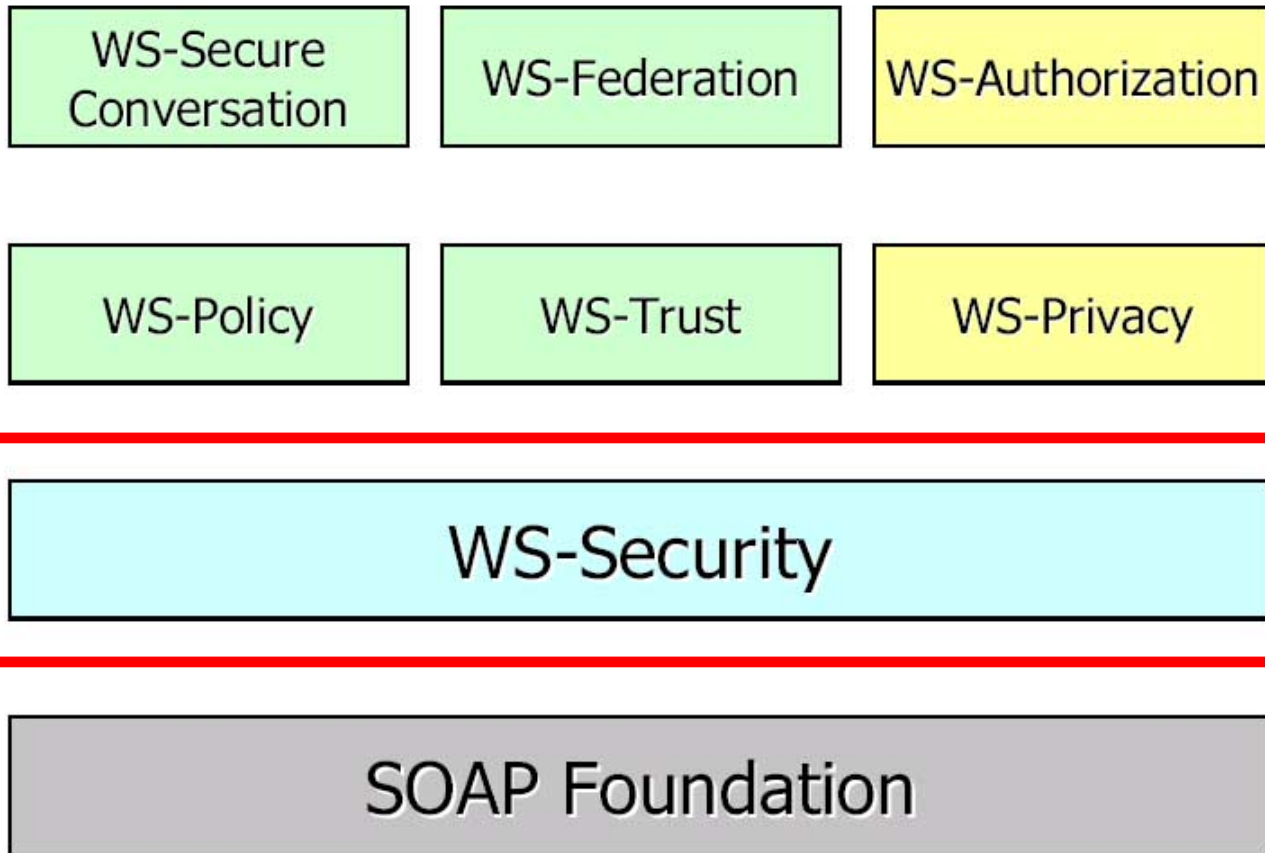 WS-Secure
Conversation
WS-Federation
WS-Authorization
WS-Policy
WS-Trust
WS-Privacy
WS-Security
SOAP Foundation